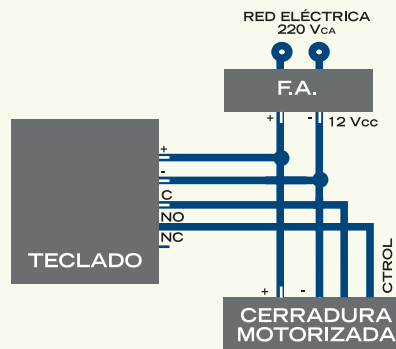 RED ELÉCTRICA
220 VCA
F.A.
+
-
12 Vcc
+
-
C
NO
NC
TECLADO
CTROL
+
-
CERRADURA
MOTORIZADA